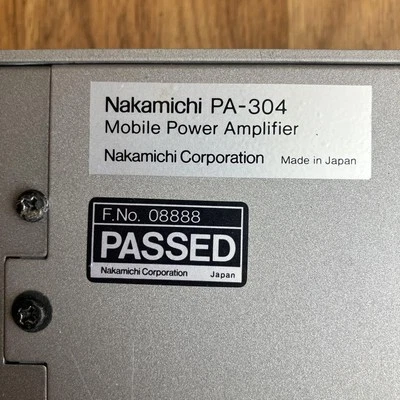 Nakamichi PA-304
Mobile Power Amplifier
Nakamichi Corporation Made in Japan
F.No. 08888
PASSED
Nakamichi Corporation Japan